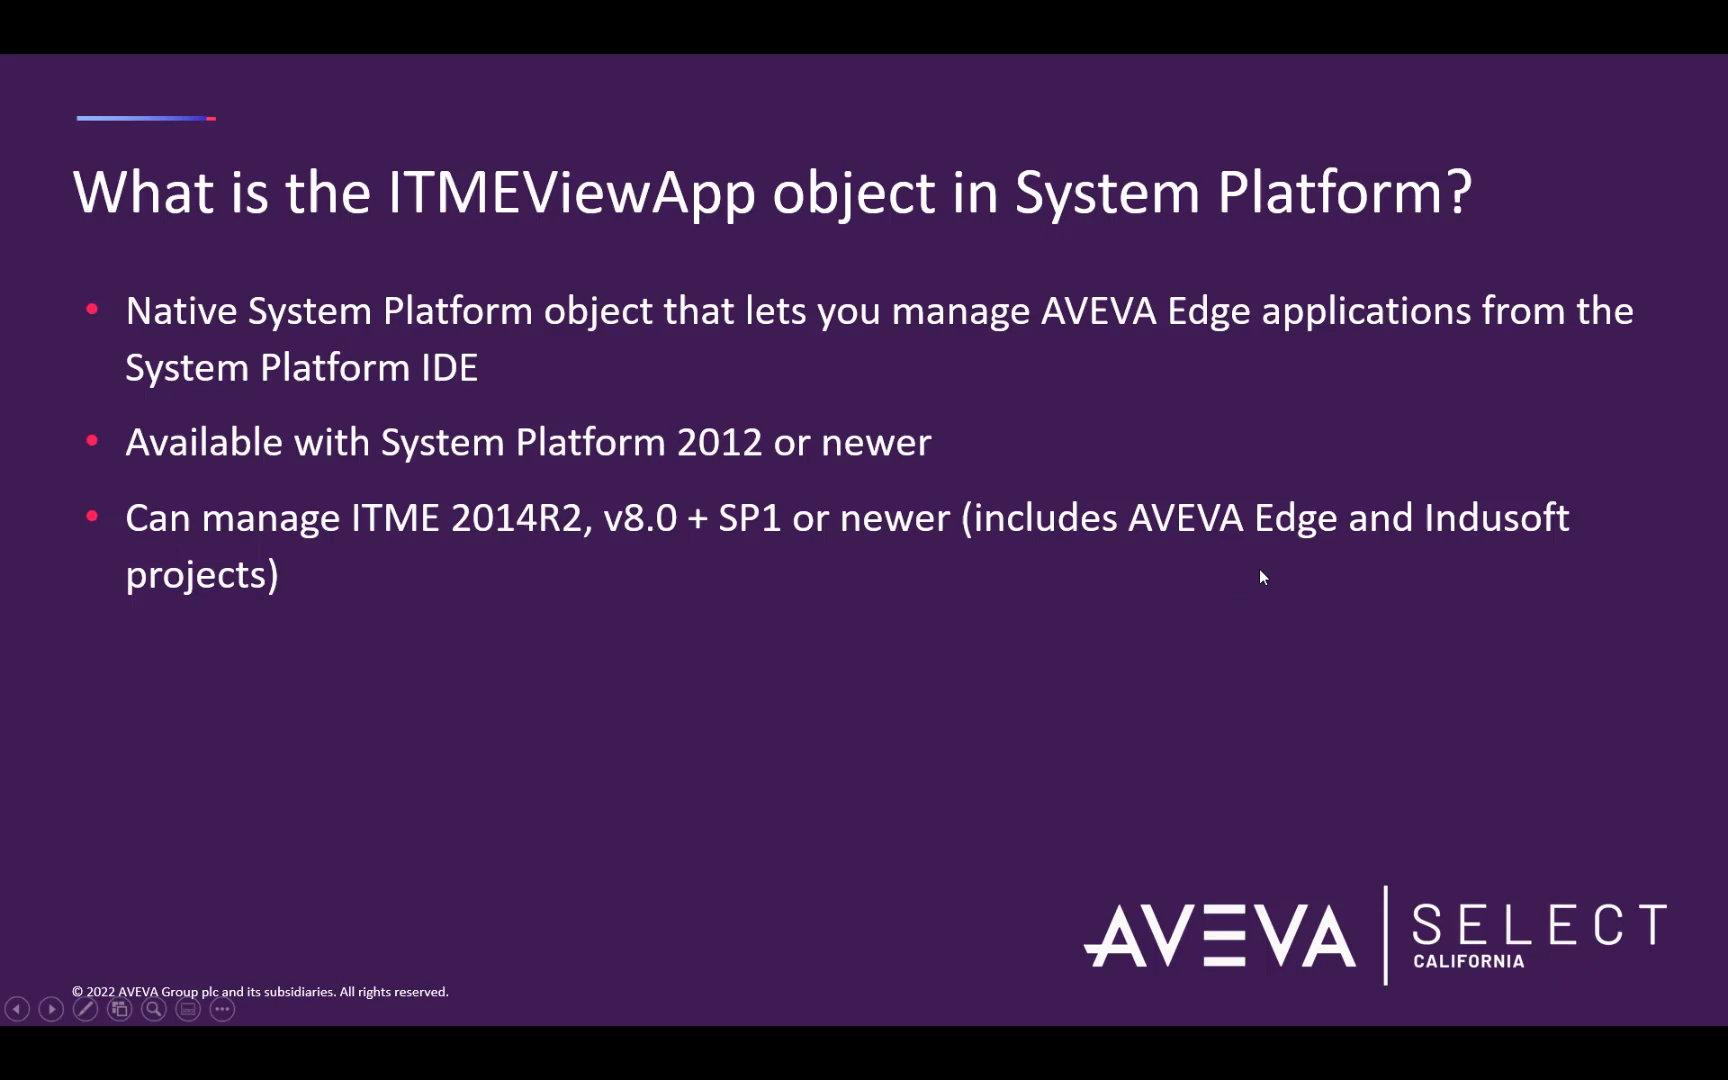 What is the ITMEViewApp object in System Platform?
• Native System Platform object that lets you manage AVEVA Edge applications from the
System Platform IDE
• Available with System Platform 2012 or newer
• Can manage ITME 2014R2, v8.0 + SP1 or newer (includes AVEVA Edge and Indusoft
projects)
AVEVA SELECT
CALIFORNIA
© 2022 AVEVA Group plc and its subsidiaries. All rights reserved.